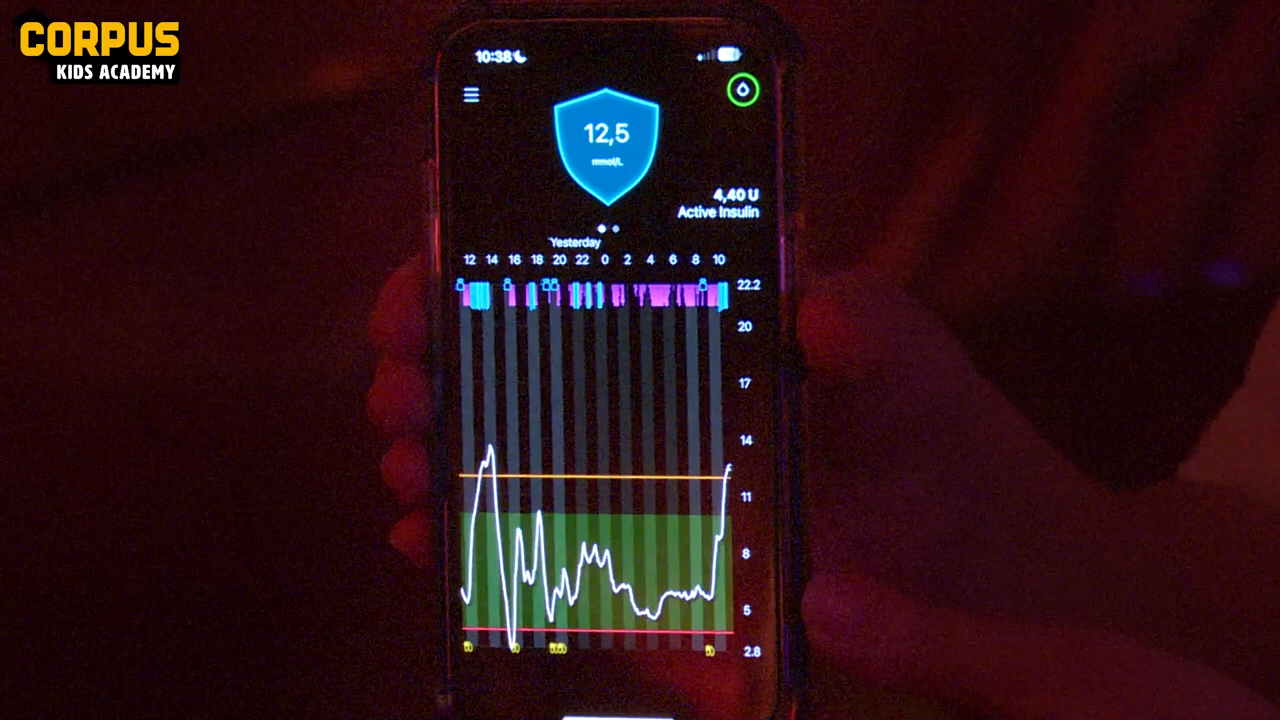 CORPUS
KIDS ACADEMY
10:38
12,5
mmol/L
4,40 U
Active Insulin
Yesterday
12 14 16 18 20 22 0 2 4 6 8 10
22.2
20
17
14
11
8
5
2.8